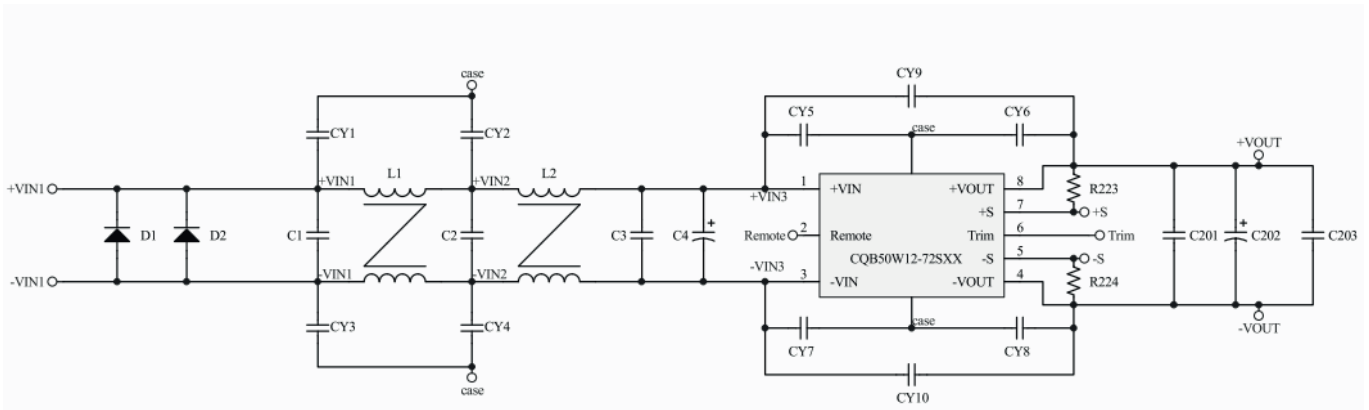 CY9
case
CY5
case
CY6
CY1
CY2
+VOUT
L1
L2
+VIN1
+VIN1
+VIN2
+VIN3
1
+VIN
+VOUT
8
R223
+S
7
+S
D1
D2
C1
C2
C3
C4
+
Remote
2
Remote
Trim
6
Trim
C201
+
C202
C203
CQB50W12-72SXX
-S
5
-S
-VIN1
-VIN1
-VIN2
-VIN3
3
-VIN
-VOUT
4
R224
CY3
CY4
case
-VOUT
CY7
CY8
case
CY10